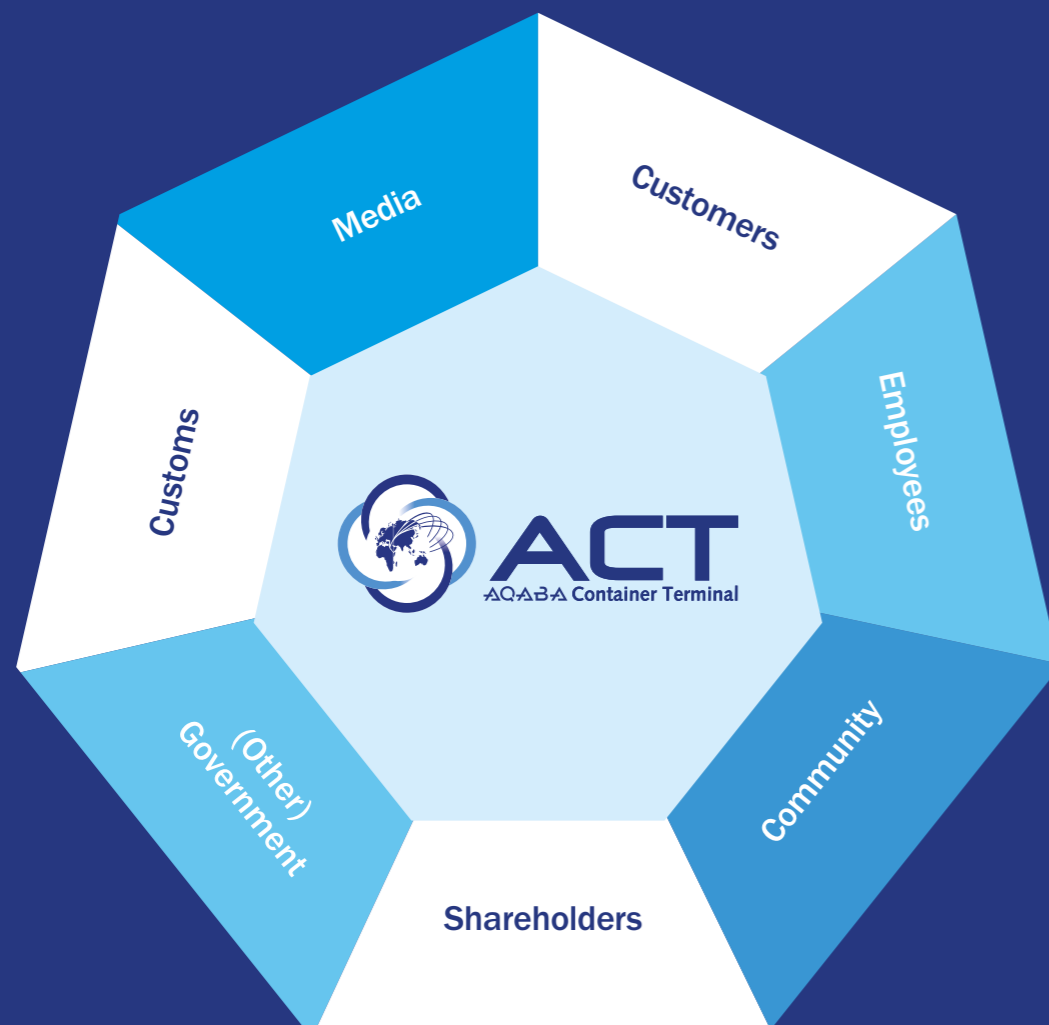 Media
Customers
Employees
Customs
ACT
AQABA Container Terminal
(Other)
Government
Community
Shareholders